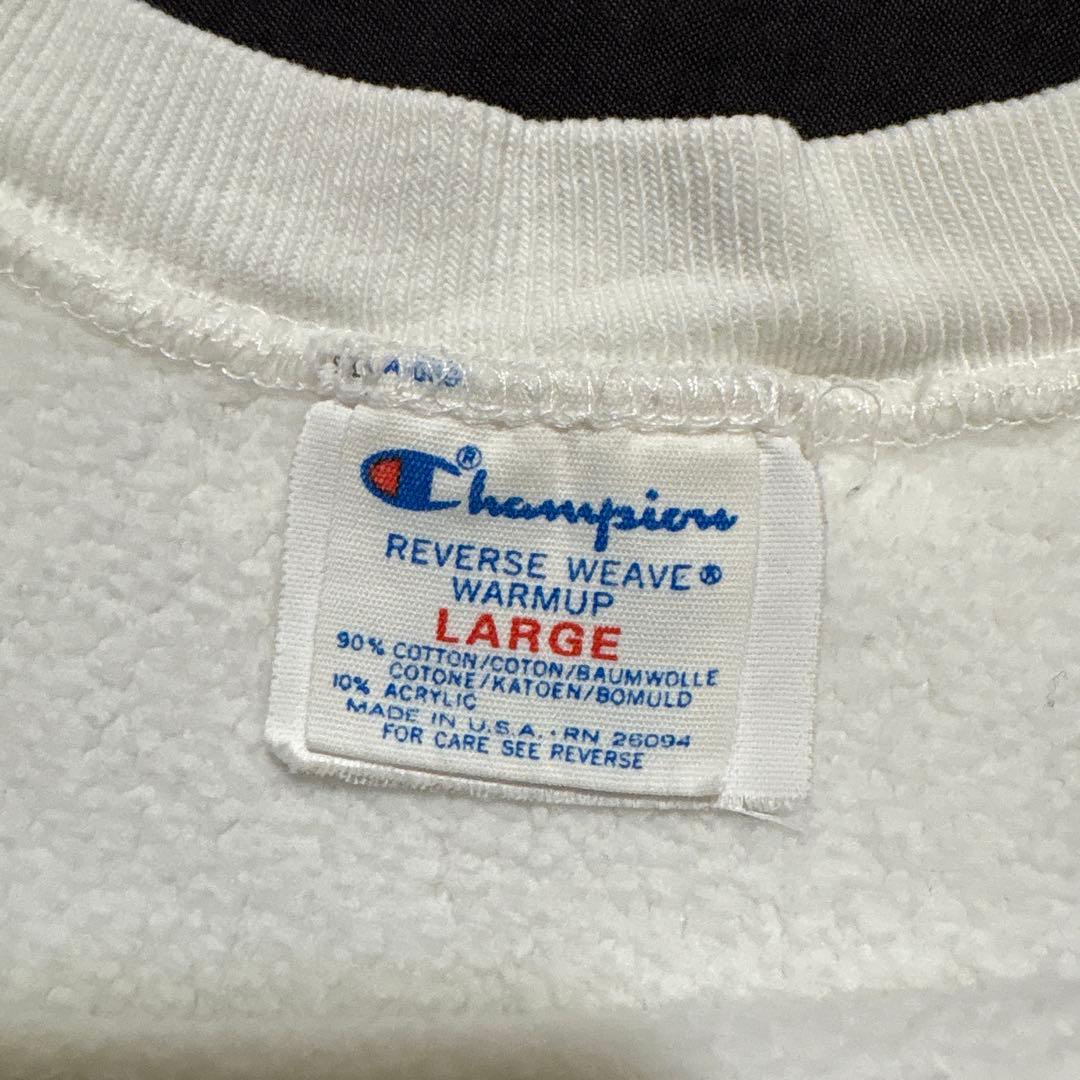 Champion®
REVERSE WEAVE®
WARMUP
LARGE
90% COTTON/COTON/BAUMWOLLE
COTONE/KATOEN/BOMULD
10% ACRYLIC
MADE IN U.S.A. · RN 26094
FOR CARE SEE REVERSE